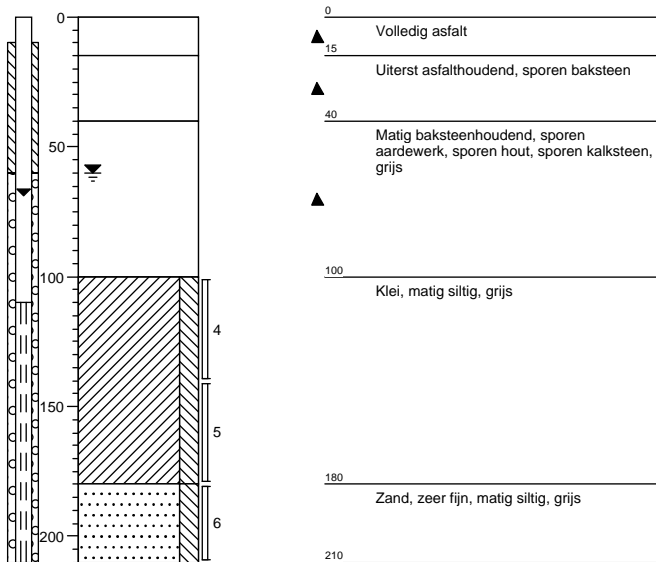 0
50
100
150
200
4
5
6
0
Volledig asfalt
15
Uiterst asfalthoudend, sporen baksteen
40
Matig baksteenhoudend, sporen
aardewerk, sporen hout, sporen kalksteen,
grijs
100
Klei, matig siltig, grijs
180
Zand, zeer fijn, matig siltig, grijs
210